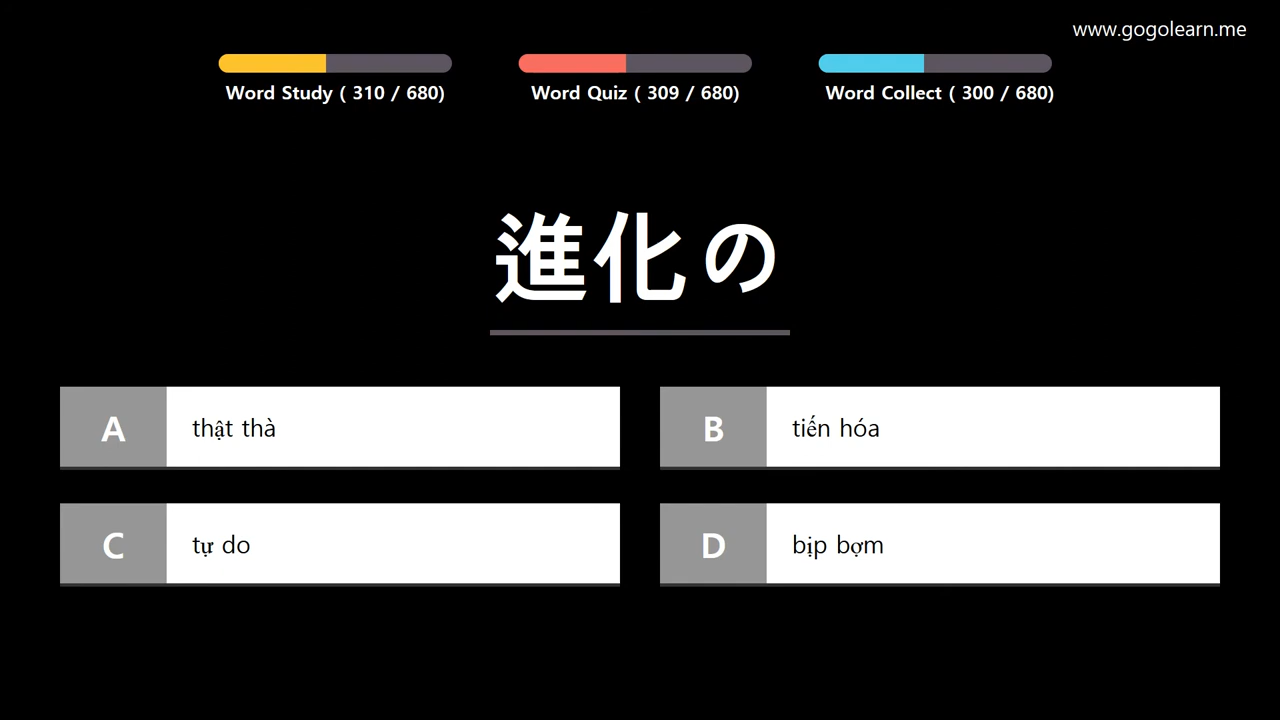 www.gogolearn.me
Word Study ( 310 / 680)
Word Quiz ( 309 / 680)
Word Collect ( 300 / 680)
進化の
A thật thà
B tiến hóa
C tự do
D bịp bợm